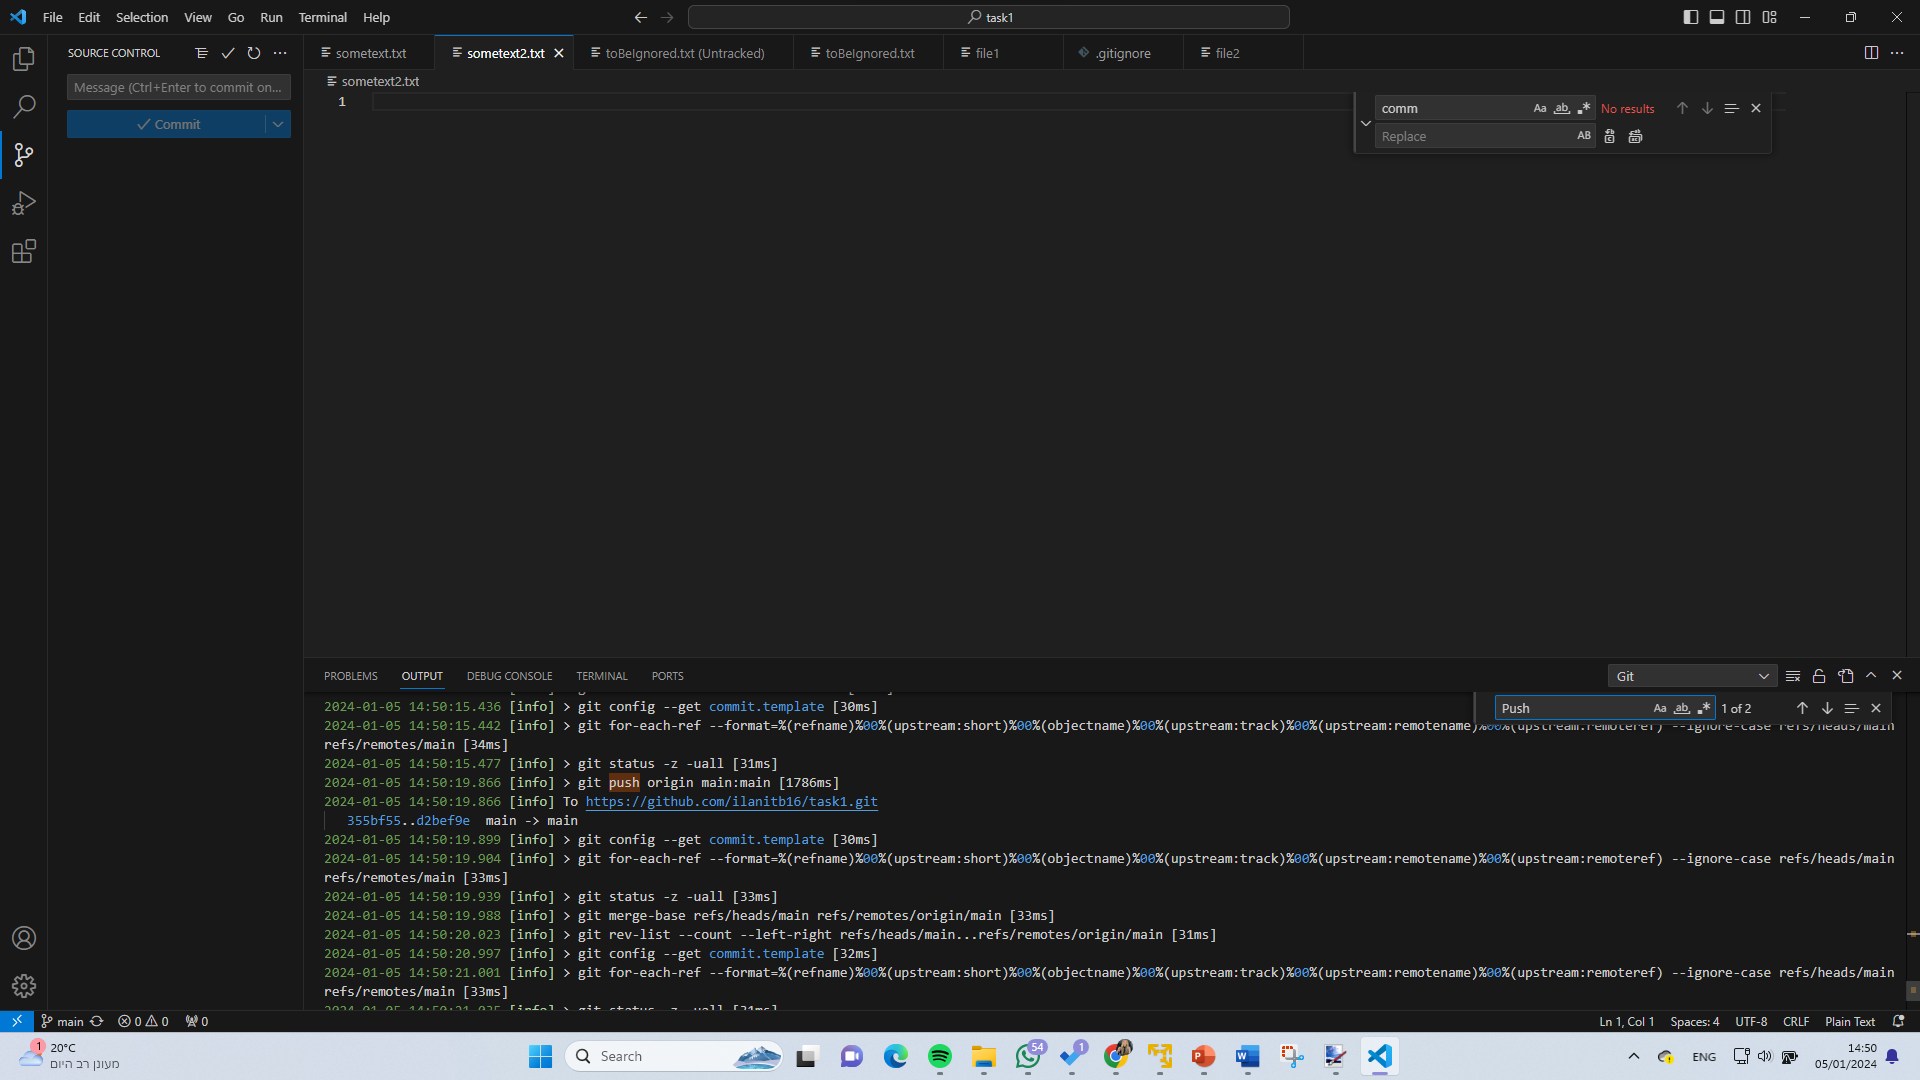 File Edit Selection View Go Run Terminal Help
task1
SOURCE CONTROL
Message (Ctrl+Enter to commit on...
Commit
sometext.txt
sometext2.txt
toBeIgnored.txt (Untracked)
toBeIgnored.txt
file1
.gitignore
file2
sometext2.txt
1
comm
Aa ab
No results
Replace
AB
PROBLEMS OUTPUT DEBUG CONSOLE TERMINAL PORTS
Git
Push
Aa ab
1 of 2
2024-01-05 14:50:15.436 [info] > git config --get commit.template [30ms]
2024-01-05 14:50:15.442 [info] > git for-each-ref --format=%(refname)%00%(upstream:short)%00%(objectname)%00%(upstream:track)%00%(upstream:remotename)%00%(upstream:remoteref) --ignore-case refs/heads/main
refs/remotes/main [34ms]
2024-01-05 14:50:15.477 [info] > git status -z -uall [31ms]
2024-01-05 14:50:19.866 [info] > git push origin main:main [1786ms]
2024-01-05 14:50:19.866 [info] To https://github.com/ilanitb16/task1.git
355bf55..d2bef9e main -> main
2024-01-05 14:50:19.899 [info] > git config --get commit.template [30ms]
2024-01-05 14:50:19.904 [info] > git for-each-ref --format=%(refname)%00%(upstream:short)%00%(objectname)%00%(upstream:track)%00%(upstream:remotename)%00%(upstream:remoteref) --ignore-case refs/heads/main
refs/remotes/main [33ms]
2024-01-05 14:50:19.939 [info] > git status -z -uall [33ms]
2024-01-05 14:50:19.988 [info] > git merge-base refs/heads/main refs/remotes/origin/main [33ms]
2024-01-05 14:50:20.023 [info] > git rev-list --count --left-right refs/heads/main...refs/remotes/origin/main [31ms]
2024-01-05 14:50:20.997 [info] > git config --get commit.template [32ms]
2024-01-05 14:50:21.001 [info] > git for-each-ref --format=%(refname)%00%(upstream:short)%00%(objectname)%00%(upstream:track)%00%(upstream:remotename)%00%(upstream:remoteref) --ignore-case refs/heads/main
refs/remotes/main [33ms]
2024-01-05 14:50:21.035 [info] > git status -z -uall [31ms]
main 0 0 0
Ln 1, Col 1 Spaces: 4 UTF-8 CRLF Plain Text
1
20°C
מעונן רב היום
Search
54
1
ENG
14:50
05/01/2024